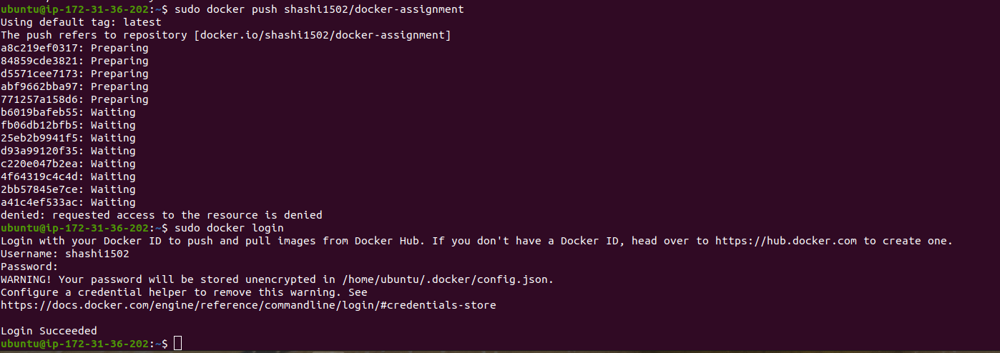 ubuntu@ip-172-31-36-202:~$ sudo docker push shashi1502/docker-assignment
Using default tag: latest
The push refers to repository [docker.io/shashi1502/docker-assignment]
a8c219ef0317: Preparing
84859cde3821: Preparing
d5571cee7173: Preparing
abf9662bba97: Preparing
771257a158d6: Preparing
b6019bafeb55: Waiting
fb06db12bfb5: Waiting
25eb2b9941f5: Waiting
d93a99120f35: Waiting
c220e047b2ea: Waiting
4f64319c4c4d: Waiting
2bb57845e7ce: Waiting
a41c4ef533ac: Waiting
denied: requested access to the resource is denied
ubuntu@ip-172-31-36-202:~$ sudo docker login
Login with your Docker ID to push and pull images from Docker Hub. If you don't have a Docker ID, head over to https://hub.docker.com to create one.
Username: shashi1502
Password:
WARNING! Your password will be stored unencrypted in /home/ubuntu/.docker/config.json.
Configure a credential helper to remove this warning. See
https://docs.docker.com/engine/reference/commandline/login/#credentials-store
Login Succeeded
ubuntu@ip-172-31-36-202:~$